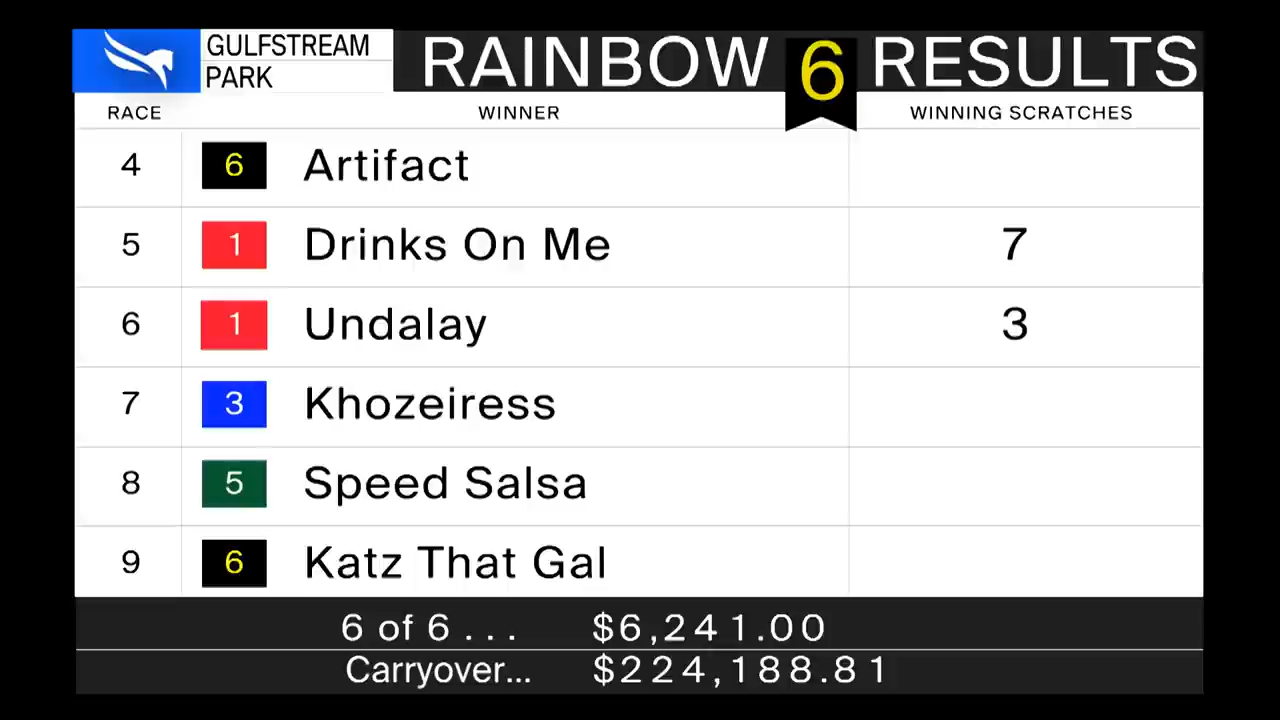 GULFSTREAM PARK
RAINBOW 6 RESULTS
RACE WINNER WINNING SCRATCHES
4 6 Artifact
5 1 Drinks On Me 7
6 1 Undalay 3
7 3 Khozeiress
8 5 Speed Salsa
9 6 Katz That Gal
6 of 6 ... $6,241.00
Carryover... $224,188.81